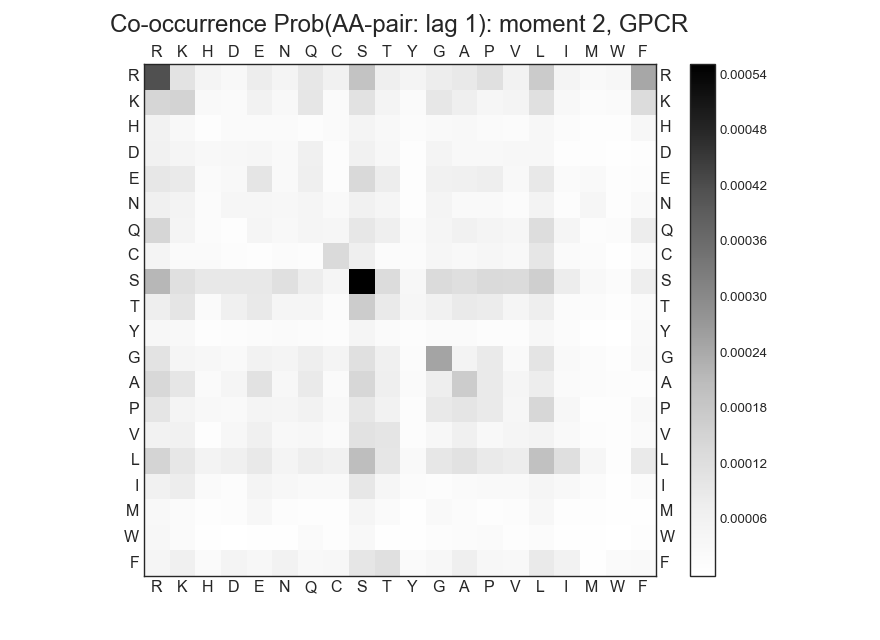 Co-occurrence Prob(AA-pair: lag 1): moment 2, GPCR
R K H D E N Q C S T Y G A P V L I M W F
R R 0.00054
K K
H H 0.00048
D D
E E 0.00042
N N
Q Q 0.00036
C C
S S 0.00030
T T
Y Y
G G 0.00024
A A
P P 0.00018
V V
L L 0.00012
I I
M M 0.00006
W W
F F
R K H D E N Q C S T Y G A P V L I M W F